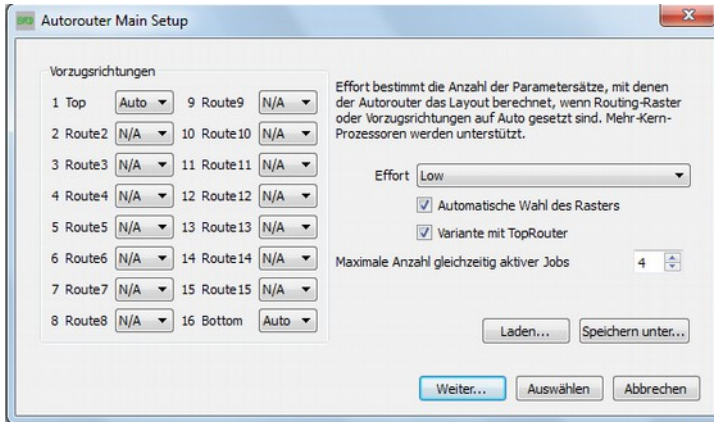 Autorouter Main Setup
Vorzugsrichtungen
1 Top Auto 9 Route9 N/A
2 Route2 N/A 10 Route10 N/A
3 Route3 N/A 11 Route11 N/A
4 Route4 N/A 12 Route12 N/A
5 Route5 N/A 13 Route13 N/A
6 Route6 N/A 14 Route14 N/A
7 Route7 N/A 15 Route15 N/A
8 Route8 N/A 16 Bottom Auto
Effort bestimmt die Anzahl der Parametersätze, mit denen
der Autorouter das Layout berechnet, wenn Routing-Raster
oder Vorzugsrichtungen auf Auto gesetzt sind. Mehr-Kern-
Prozessoren werden unterstützt.
Effort Low
Automatische Wahl des Rasters
Variante mit TopRouter
Maximale Anzahl gleichzeitig aktiver Jobs 4
Laden... Speichern unter...
Weiter... Auswählen Abbrechen